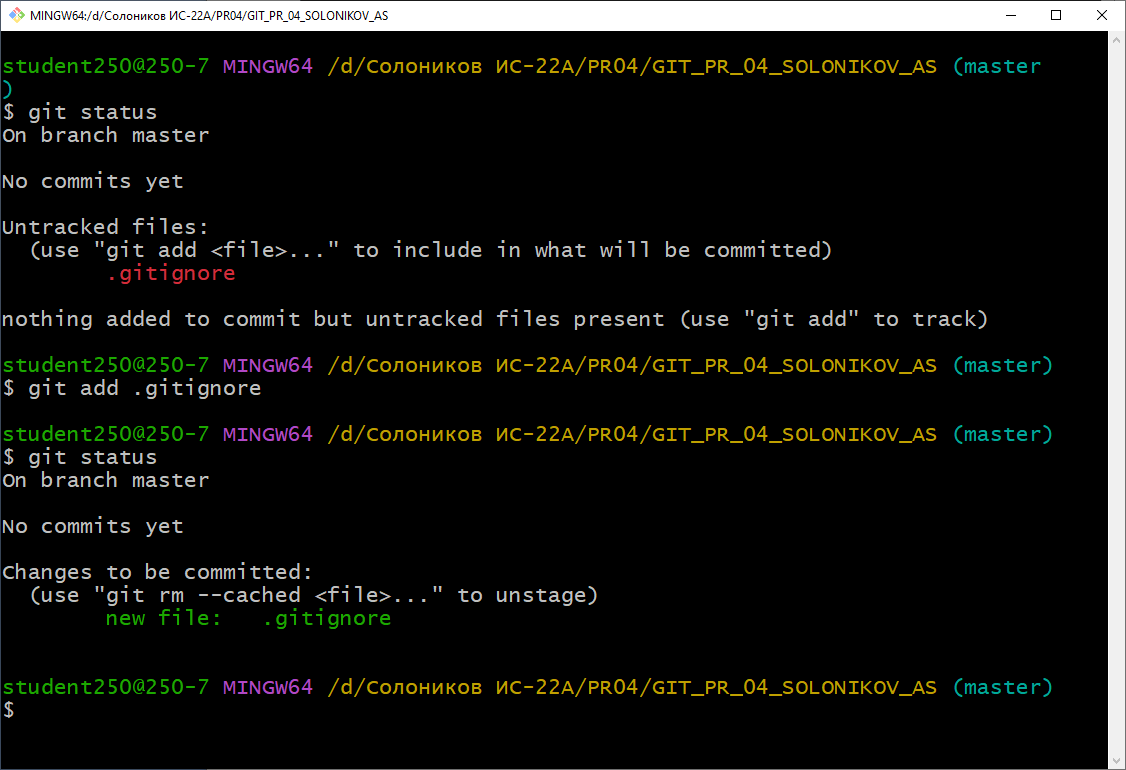 MINGW64:/d/Солоников ИС-22А/PR04/GIT_PR_04_SOLONIKOV_AS
student250@250-7 MINGW64 /d/Солоников ИС-22А/PR04/GIT_PR_04_SOLONIKOV_AS (master
)
$ git status
On branch master
No commits yet
Untracked files:
  (use "git add <file>..." to include in what will be committed)
        .gitignore
nothing added to commit but untracked files present (use "git add" to track)
student250@250-7 MINGW64 /d/Солоников ИС-22А/PR04/GIT_PR_04_SOLONIKOV_AS (master)
$ git add .gitignore
student250@250-7 MINGW64 /d/Солоников ИС-22А/PR04/GIT_PR_04_SOLONIKOV_AS (master)
$ git status
On branch master
No commits yet
Changes to be committed:
  (use "git rm --cached <file>..." to unstage)
        new file:   .gitignore
student250@250-7 MINGW64 /d/Солоников ИС-22А/PR04/GIT_PR_04_SOLONIKOV_AS (master)
$